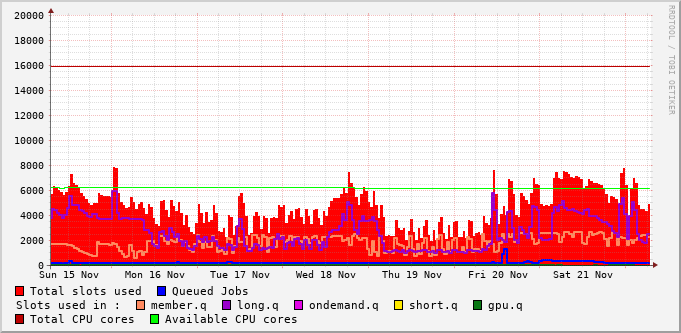 RRDTOOL / TOBI OETIKER
20000
18000
16000
14000
12000
10000
8000
6000
4000
2000
0
Sun 15 Nov Mon 16 Nov Tue 17 Nov Wed 18 Nov Thu 19 Nov Fri 20 Nov Sat 21 Nov
Total slots used Queued Jobs
Slots used in : member.q long.q ondemand.q short.q gpu.q
Total CPU cores Available CPU cores